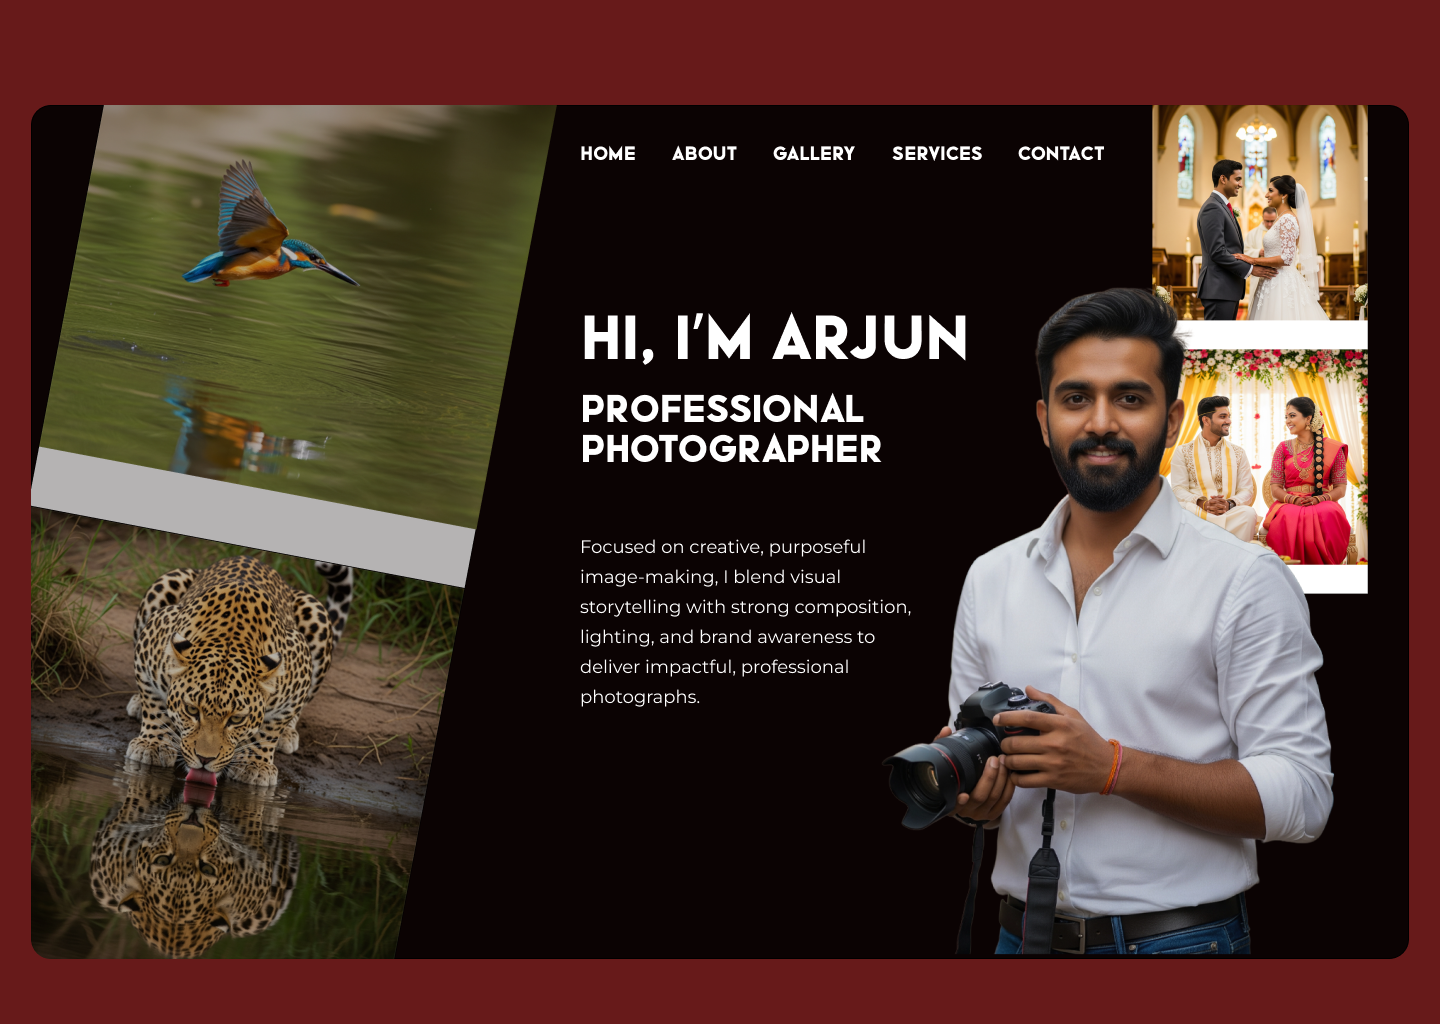 HOME ABOUT GALLERY SERVICES CONTACT
HI, I'M ARJUN
PROFESSIONAL
PHOTOGRAPHER
Focused on creative, purposeful
image-making, I blend visual
storytelling with strong composition,
lighting, and brand awareness to
deliver impactful, professional
photographs.